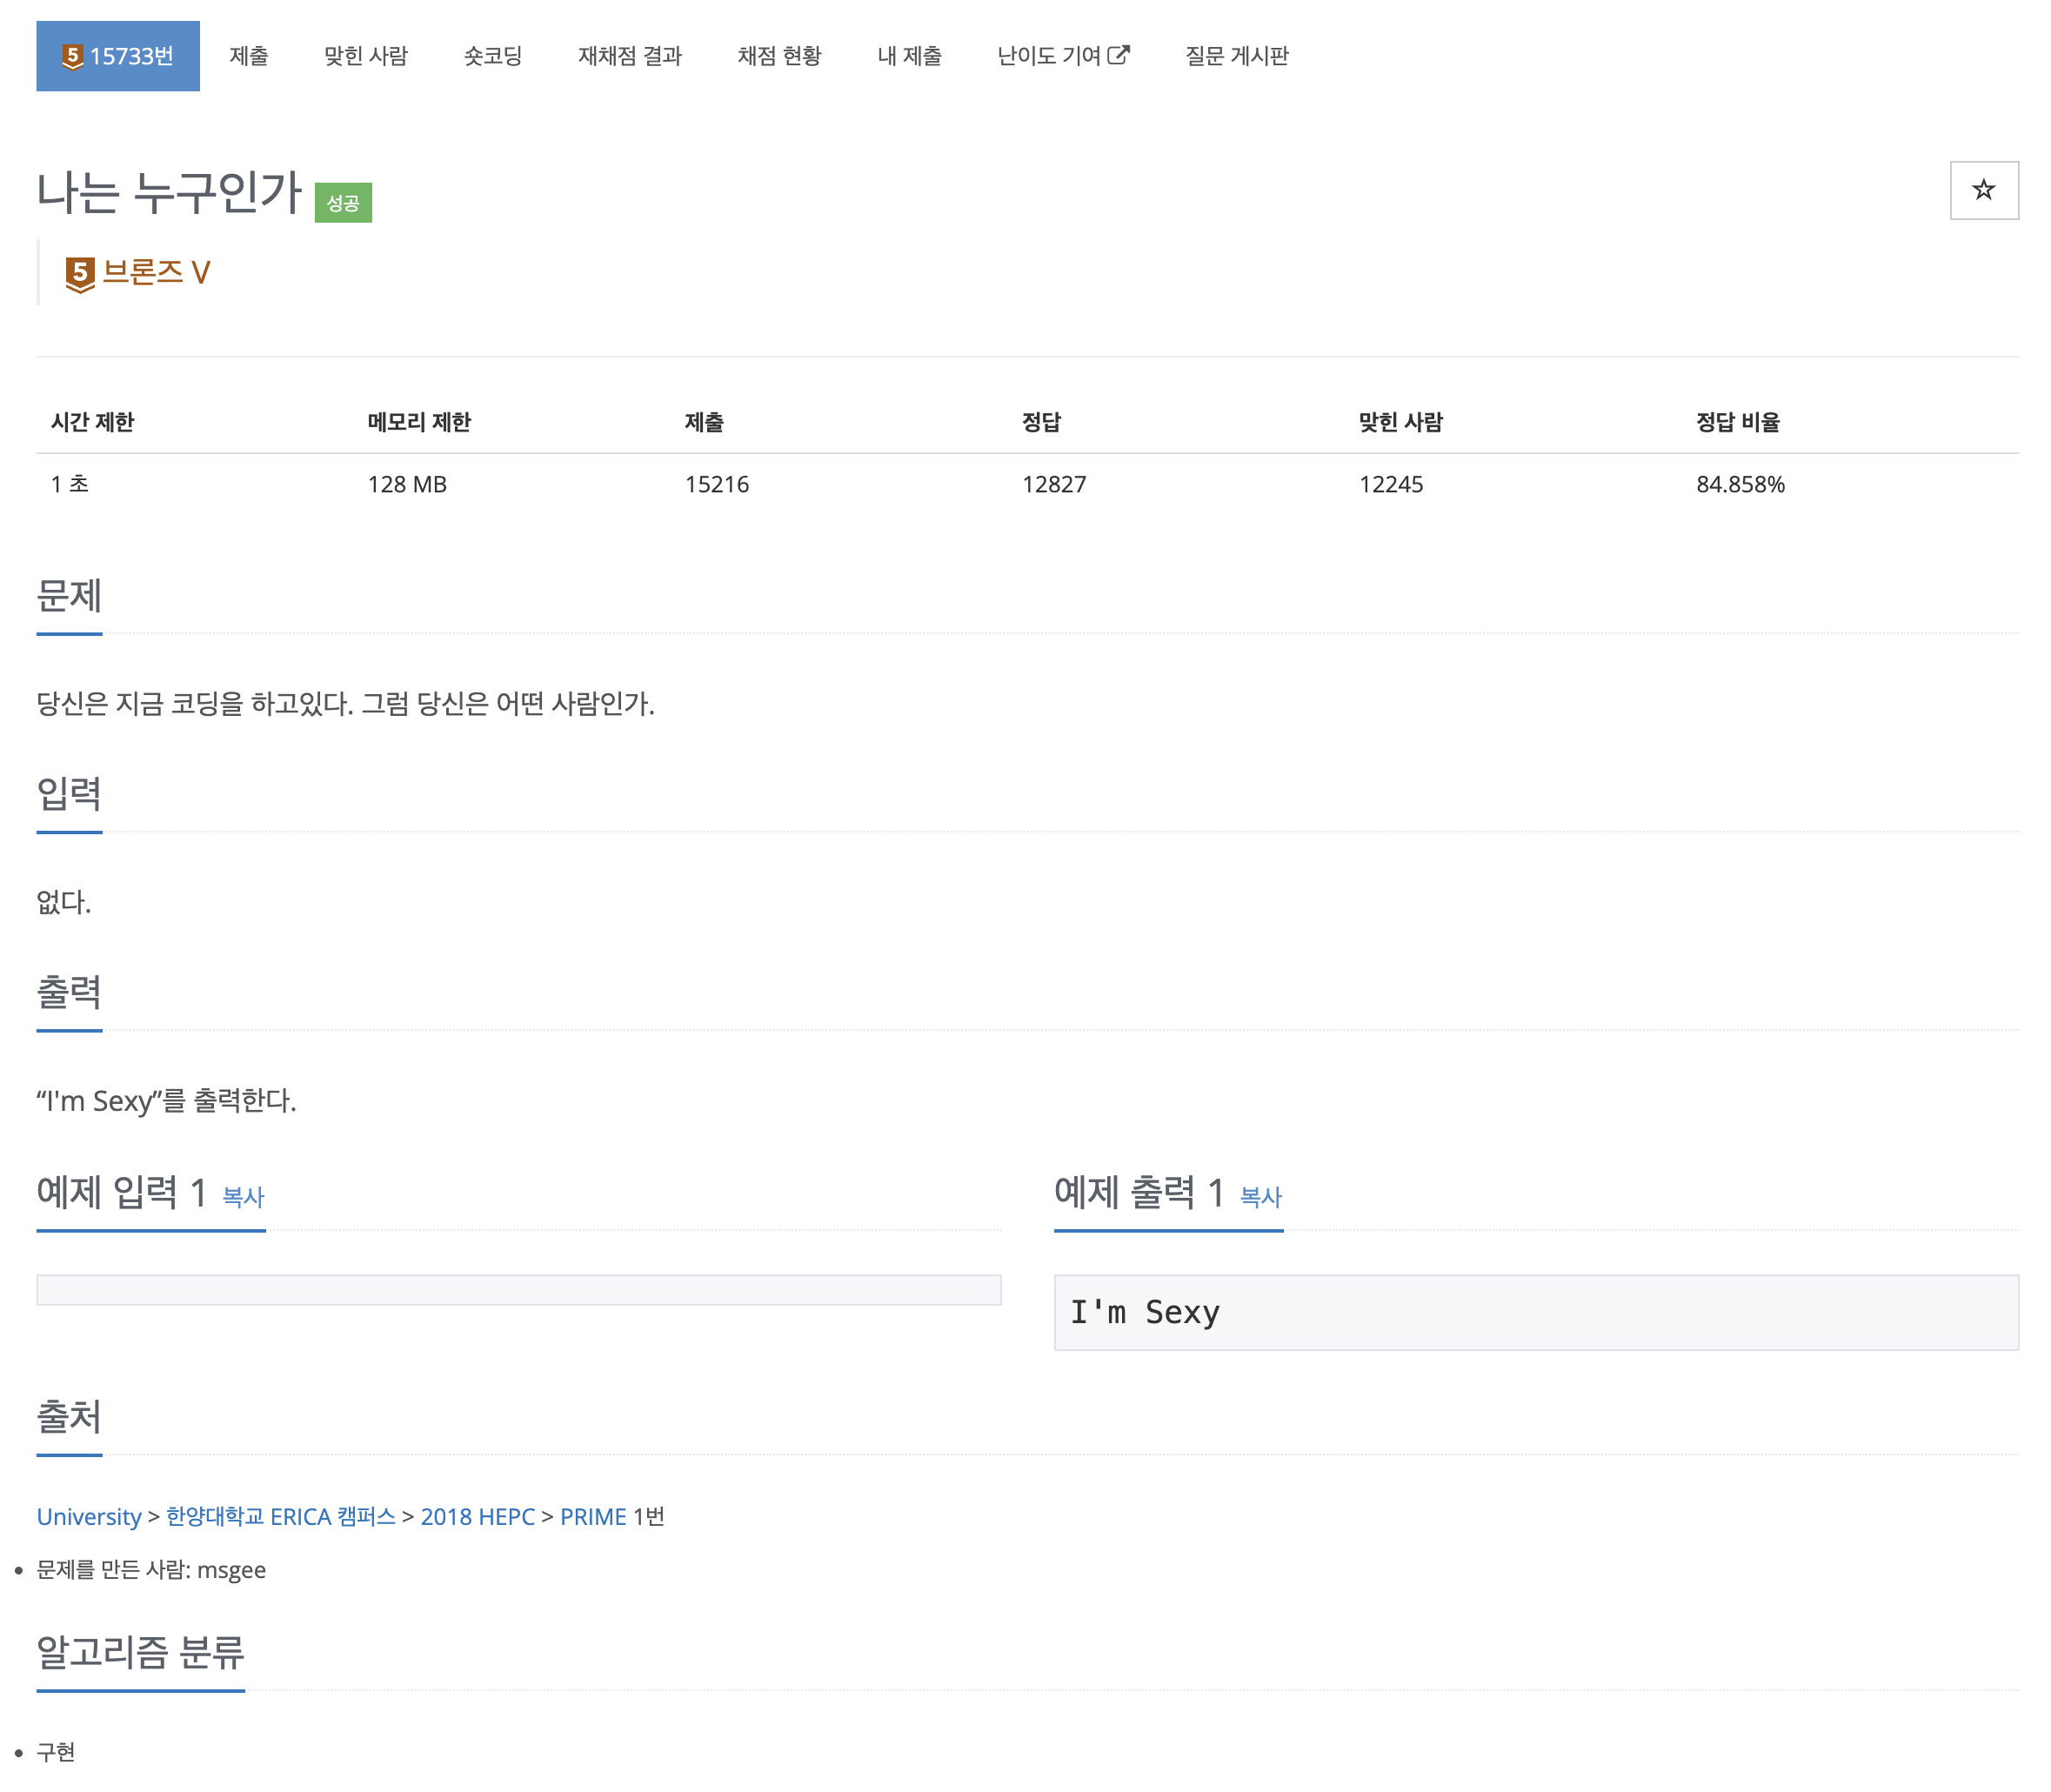 5 15733번 제출 맞힌 사람 숏코딩 재채점 결과 채점 현황 내 제출 난이도 기여 질문 게시판
나는 누구인가 성공
5 브론즈 V
시간 제한 메모리 제한 제출 정답 맞힌 사람 정답 비율
1 초 128 MB 15216 12827 12245 84.858%
문제
당신은 지금 코딩을 하고있다. 그럼 당신은 어떤 사람인가.
입력
없다.
출력
“I'm Sexy”를 출력한다.
예제 입력 1 복사
예제 출력 1 복사
I'm Sexy
출처
University > 한양대학교 ERICA 캠퍼스 > 2018 HEPC > PRIME 1번
• 문제를 만든 사람: msgee
알고리즘 분류
• 구현